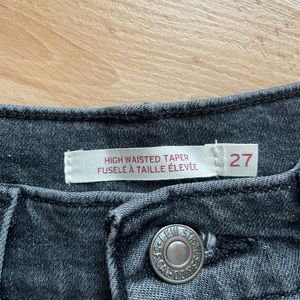 HIGH WAISTED TAPER
FUSELÉ À TAILLE ÉLEVÉE
27